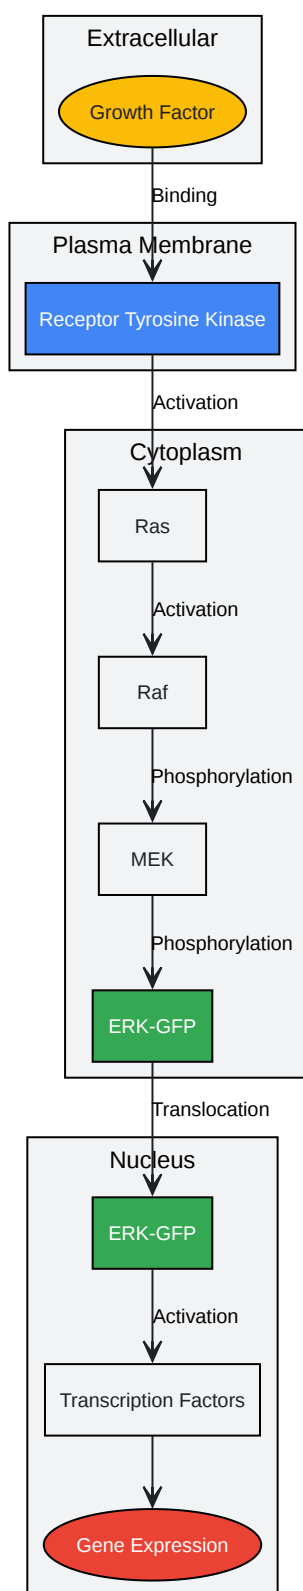 Extracellular
Growth Factor
Binding
Plasma Membrane
Receptor Tyrosine Kinase
Activation
Cytoplasm
Ras
Activation
Raf
Phosphorylation
MEK
Phosphorylation
ERK-GFP
Translocation
Nucleus
ERK-GFP
Activation
Transcription Factors
Gene Expression